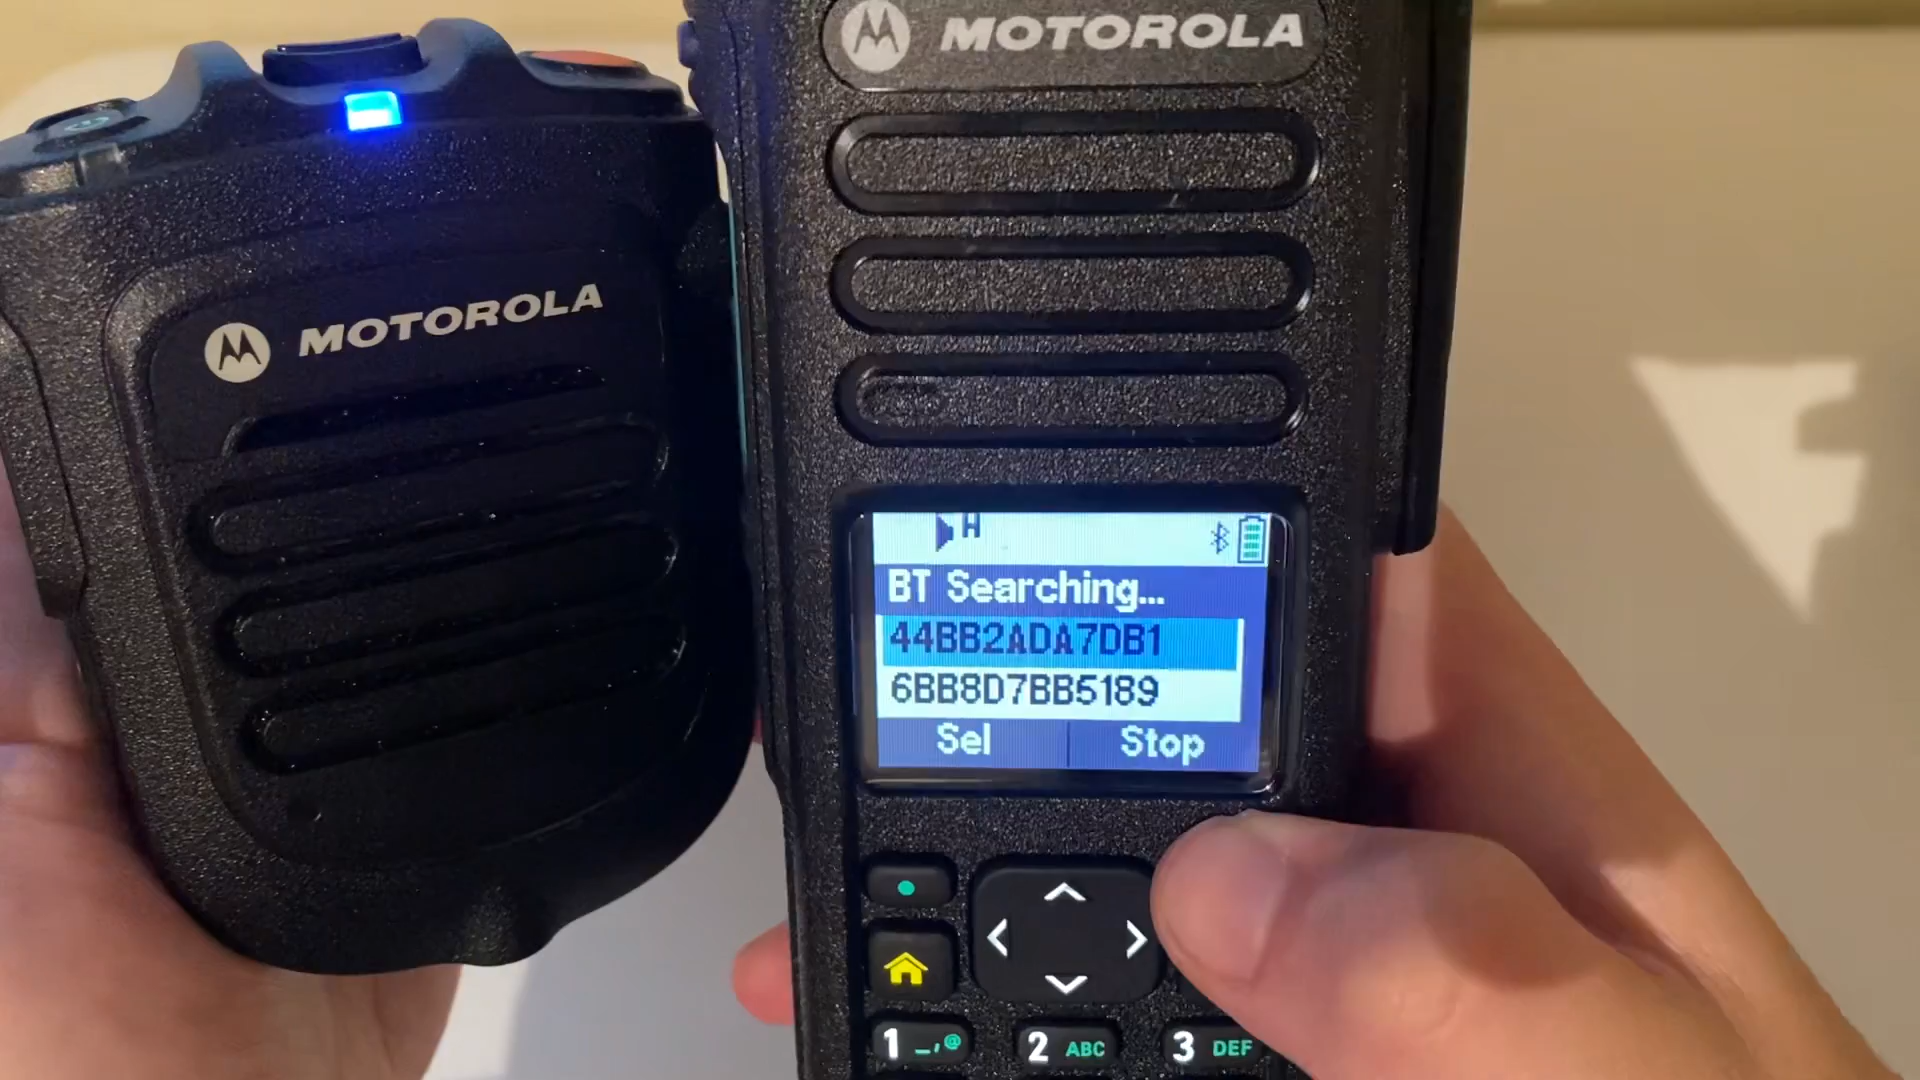 MOTOROLA
MOTOROLA
H
BT Searching...
44BB2ADA7DB1
6BB8D7BB5189
Sel
Stop
1 _,@
2 ABC
3 DEF